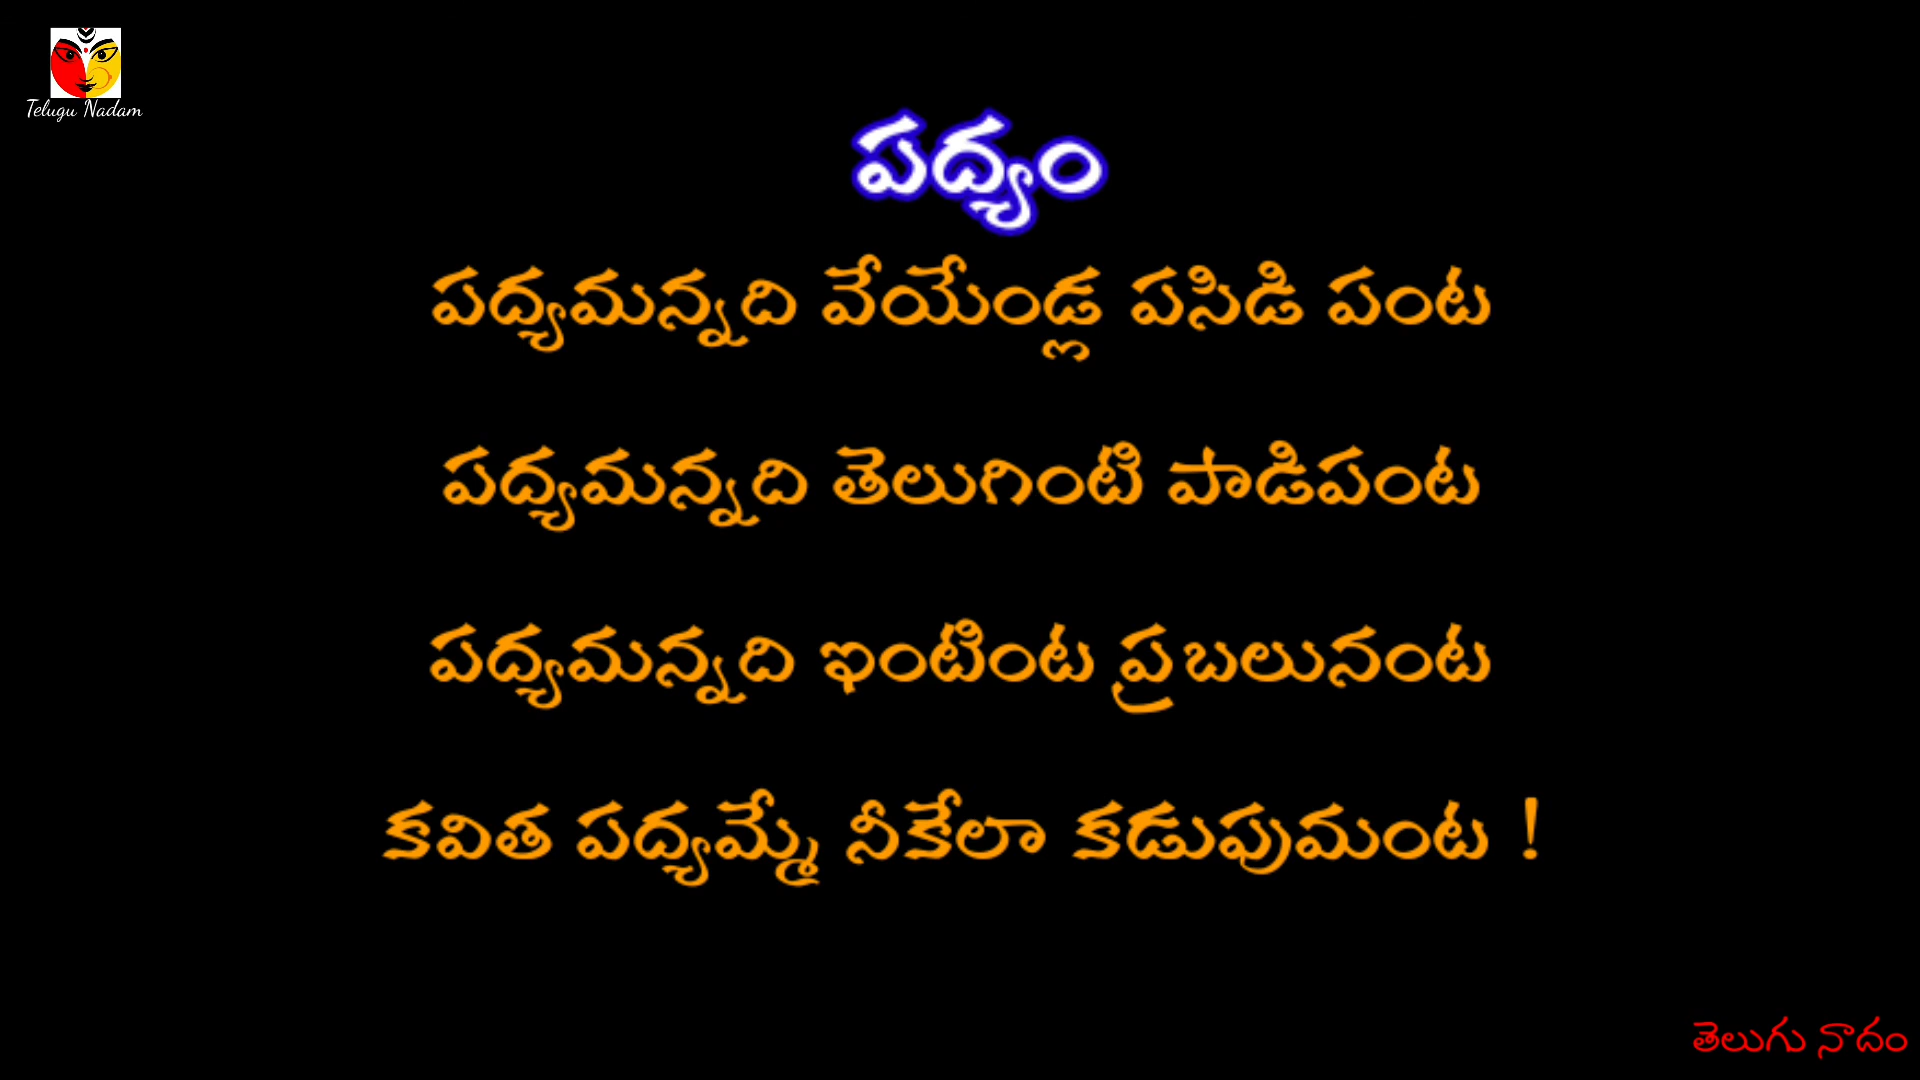 Telugu Nadam
పద్యం
పద్యమన్నది వేయేండ్ల పసిడి పంట
పద్యమన్నది తెలుగింటి పాడిపంట
పద్యమన్నది ఇంటింట ప్రబలునంట
కవిత పద్యమ్మే నీకేలా కడుపుమంట !
తెలుగు నాదం